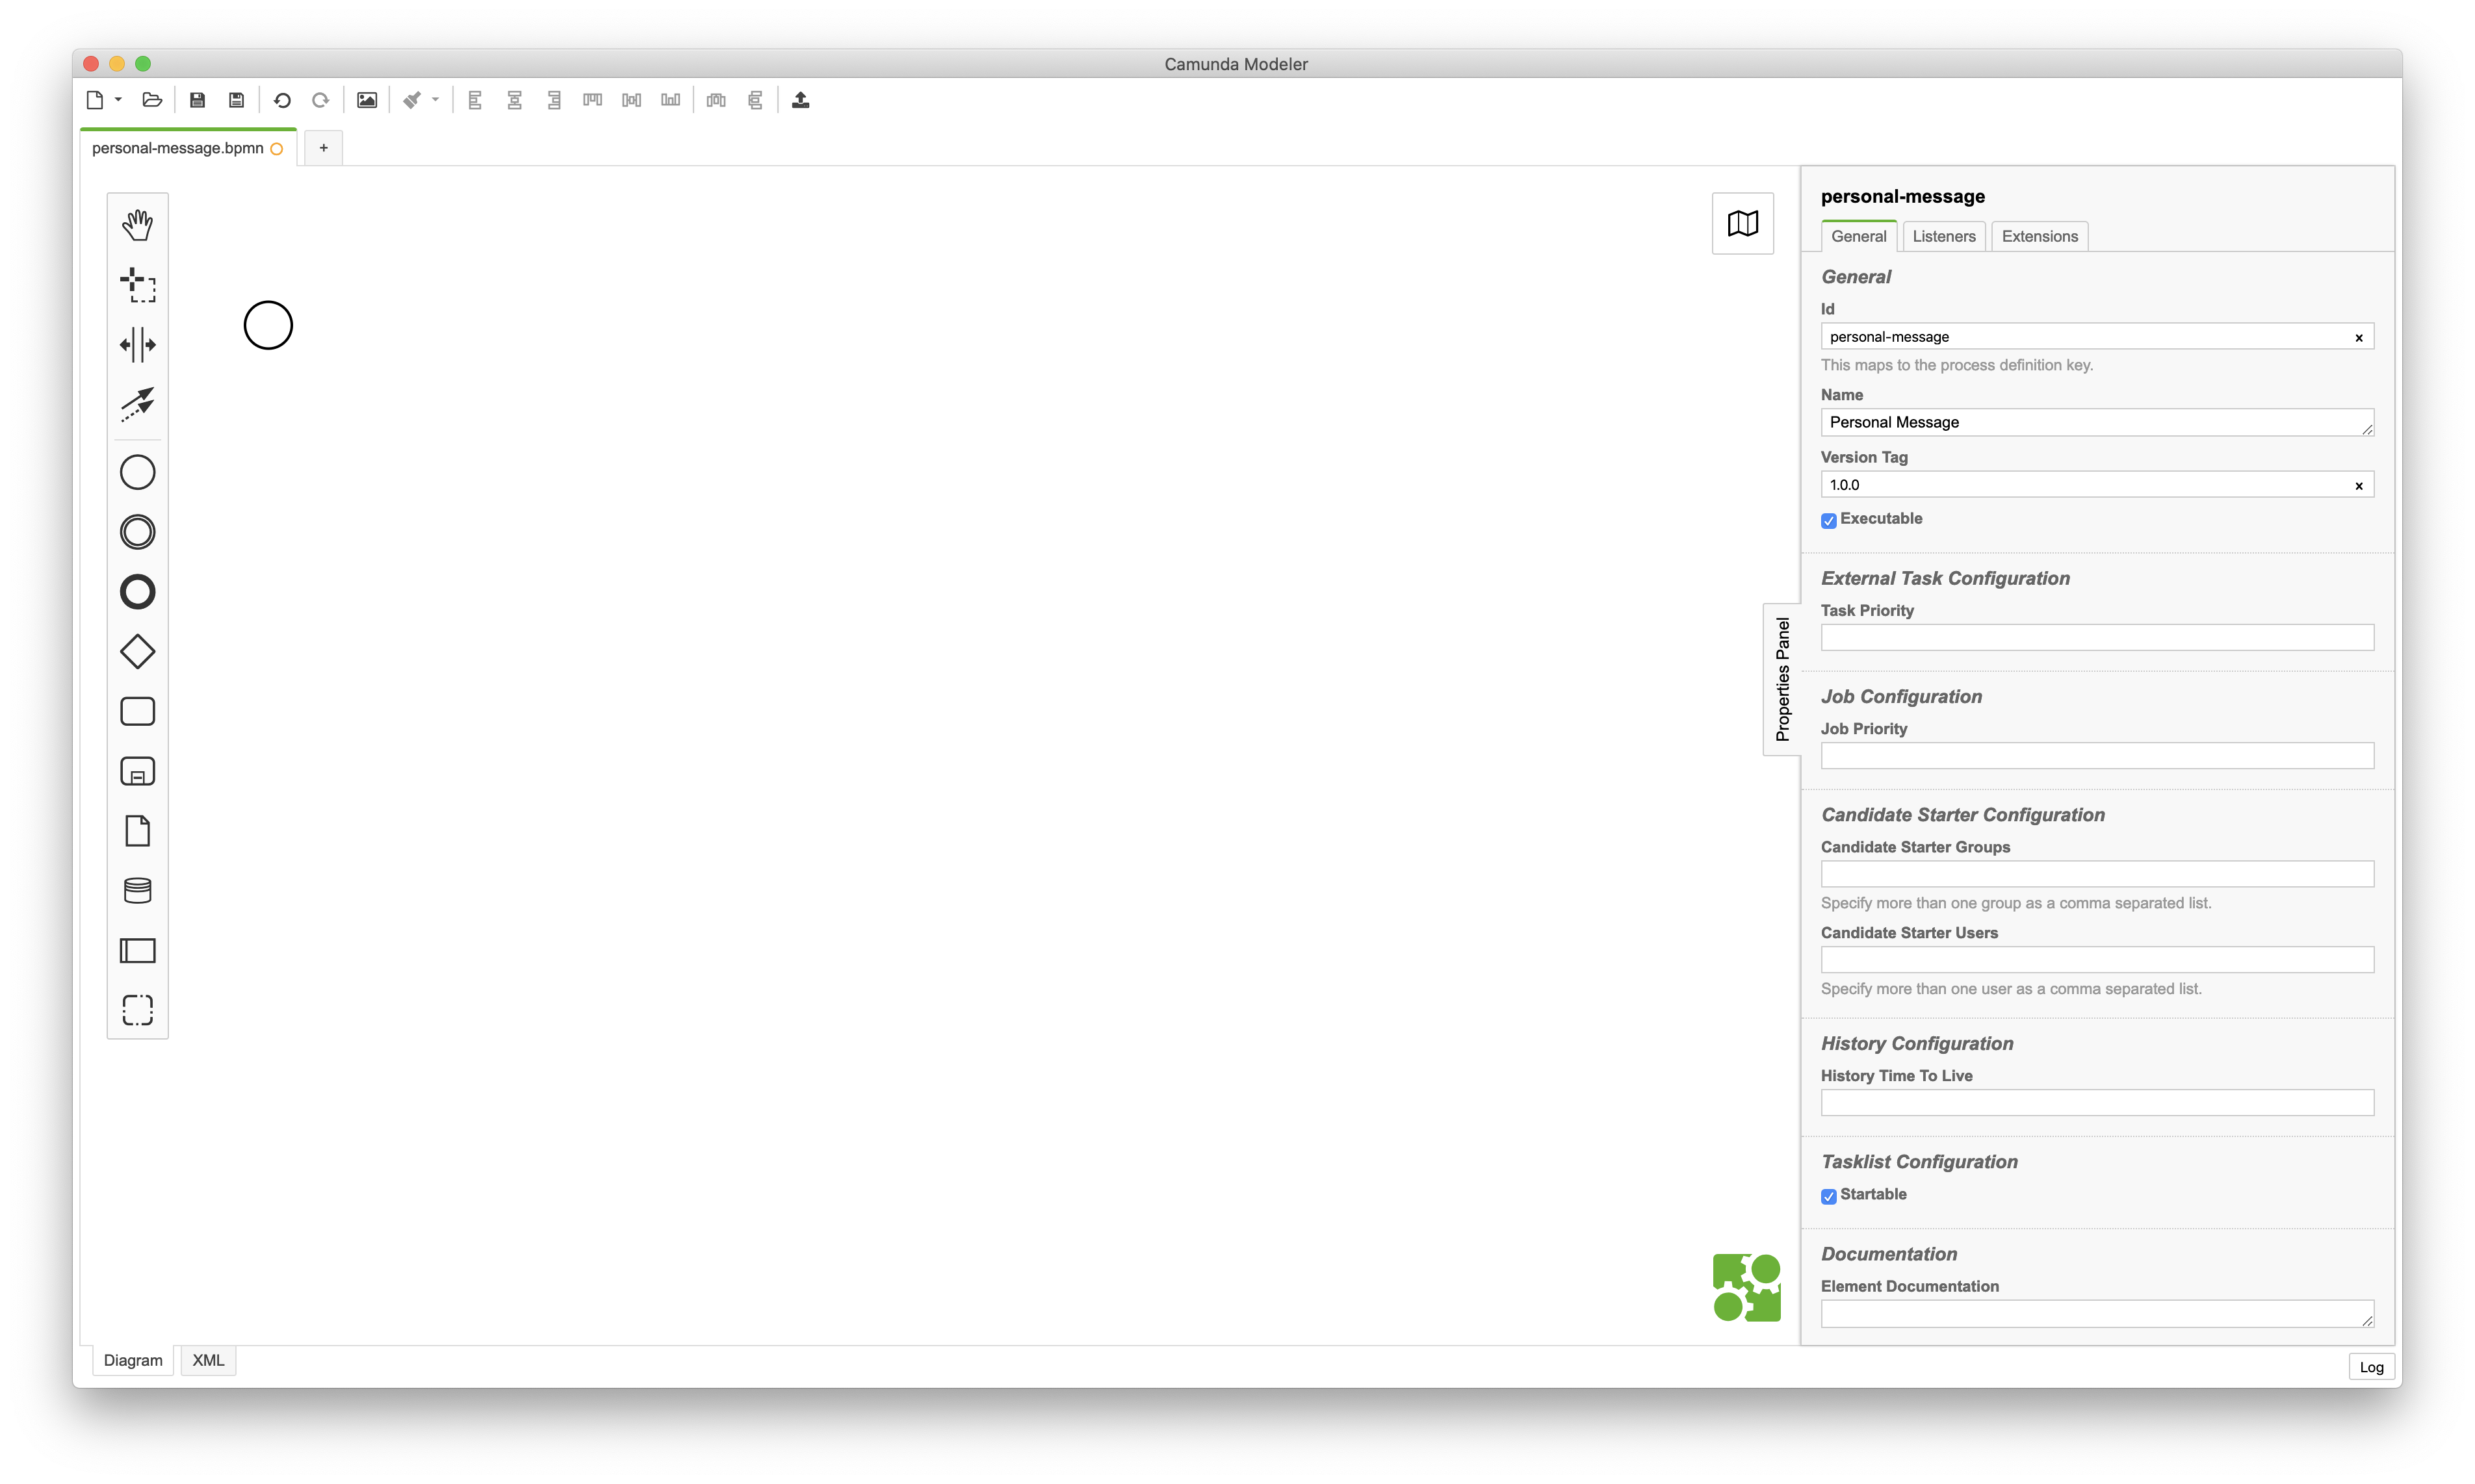 Camunda Modeler
personal-message.bpmn
+
personal-message
General Listeners Extensions
General
Id
personal-message
This maps to the process definition key.
Name
Personal Message
Version Tag
1.0.0
Executable
External Task Configuration
Task Priority
Properties Panel
Job Configuration
Job Priority
Candidate Starter Configuration
Candidate Starter Groups
Specify more than one group as a comma separated list.
Candidate Starter Users
Specify more than one user as a comma separated list.
History Configuration
History Time To Live
Tasklist Configuration
Startable
Documentation
Element Documentation
Diagram XML
Log